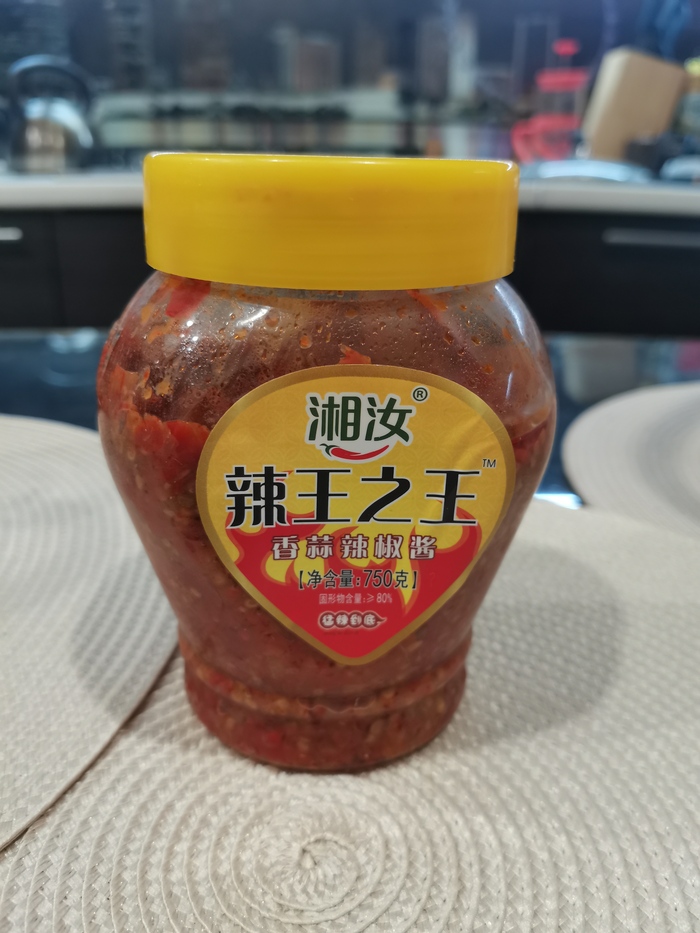 湘汝®
辣王之王™
香蒜辣椒酱
【净含量:750克】
固形物含量:≥80%
猛辣到底